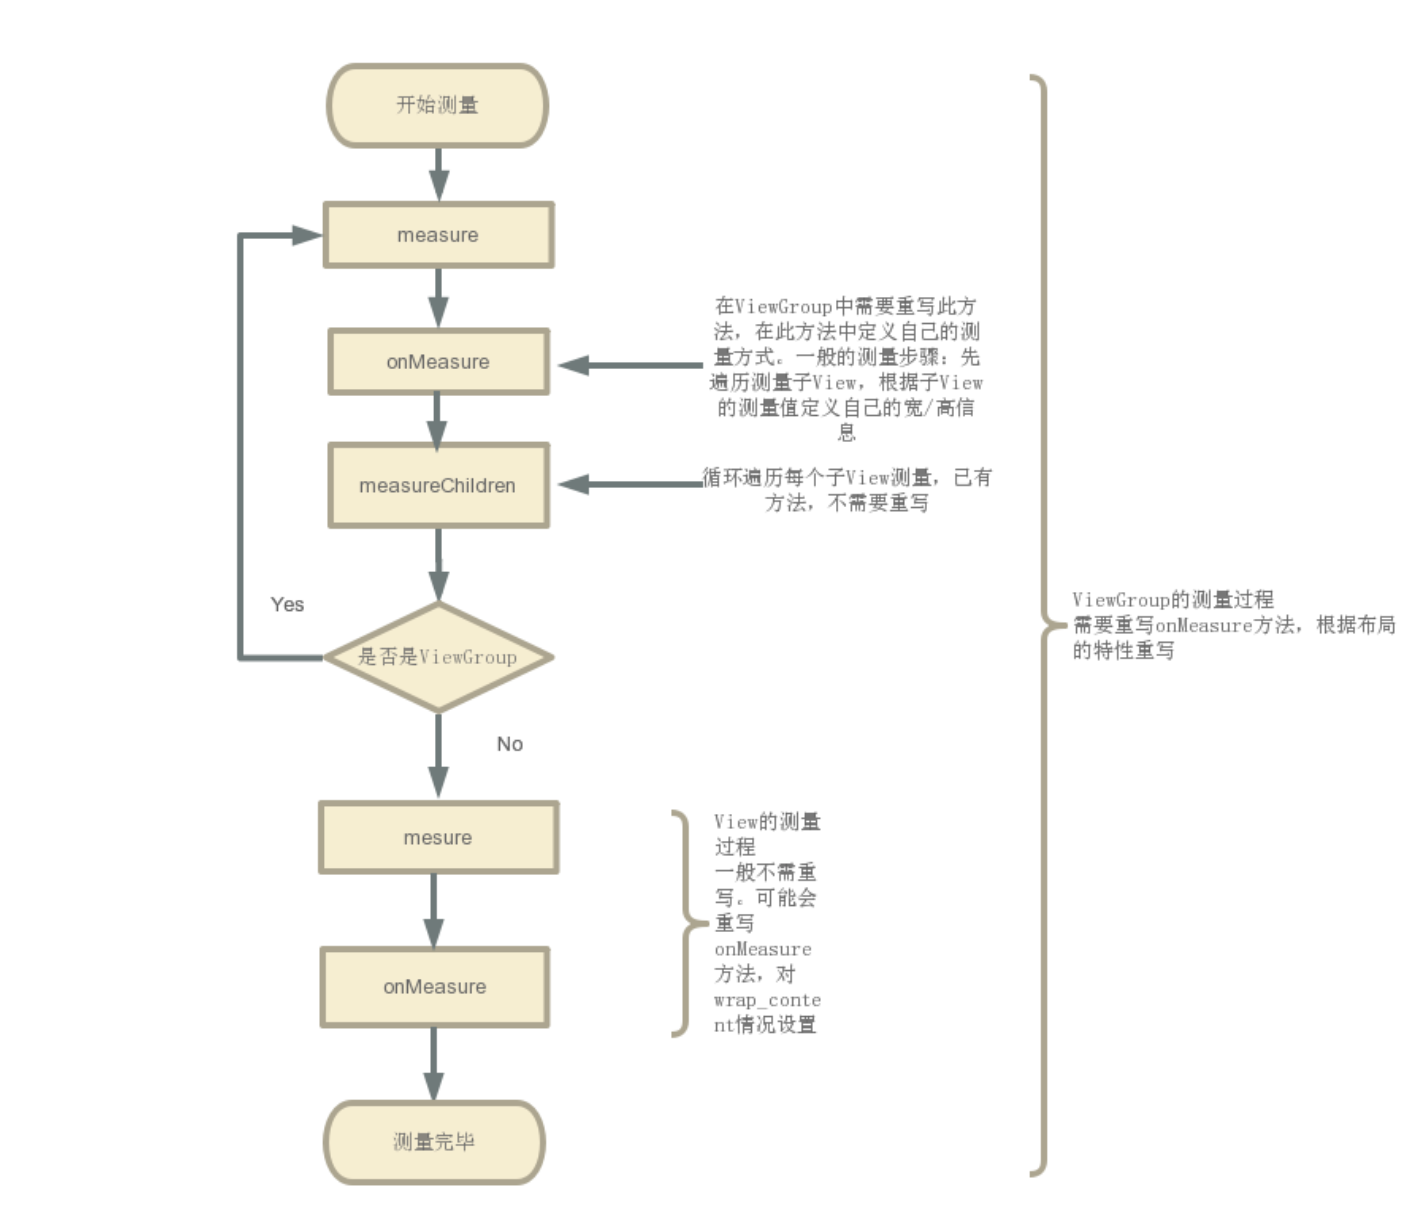 开始测量
measure
onMeasure
在ViewGroup中需要重写此方
法，在此方法中定义自己的测
量方式。一般的测量步骤：先
遍历测量子View，根据子View
的测量值定义自己的宽/高信
息
measureChildren
循环遍历每个子View测量，已有
方法，不需要重写
Yes
是否是ViewGroup
No
ViewGroup的测量过程
需要重写onMeasure方法，根据布局
的特性重写
mesure
onMeasure
View的测量
过程
一般不需重
写。可能会
重写
onMeasure
方法，对
wrap_conte
nt情况设置
测量完毕